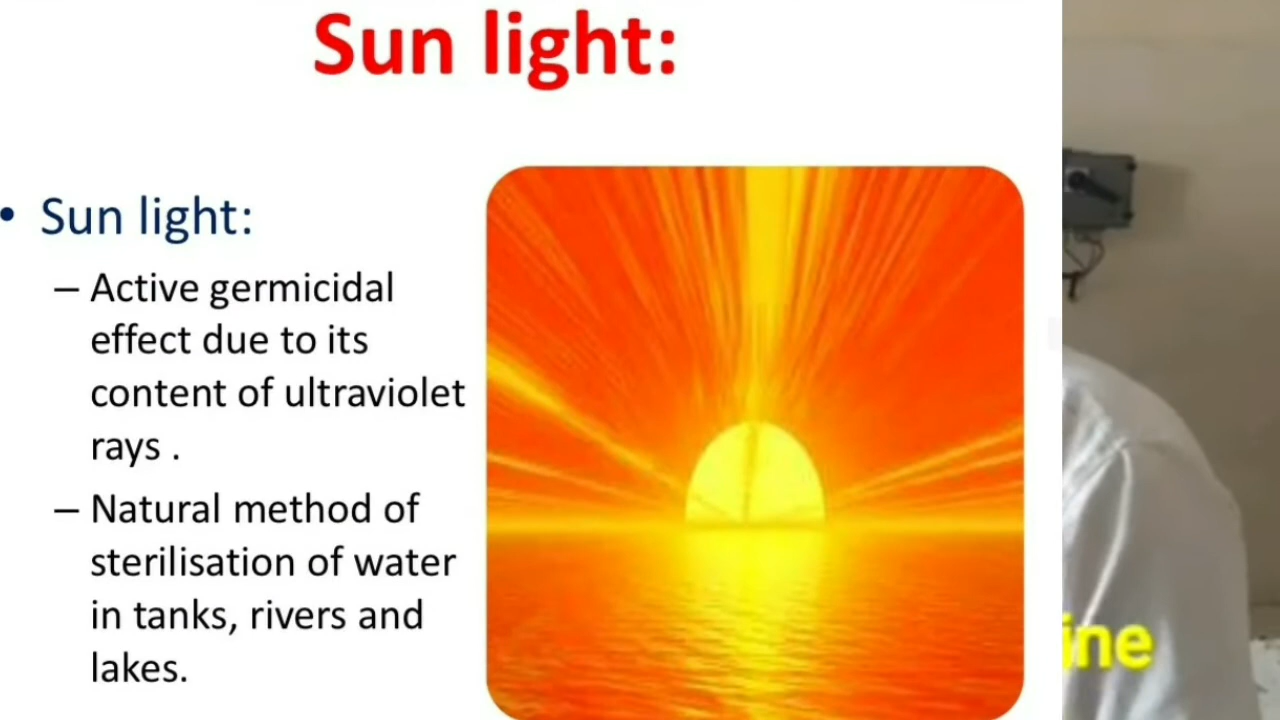 Sun light:
• Sun light:
– Active germicidal
effect due to its
content of ultraviolet
rays .
– Natural method of
sterilisation of water
in tanks, rivers and
lakes.
ine